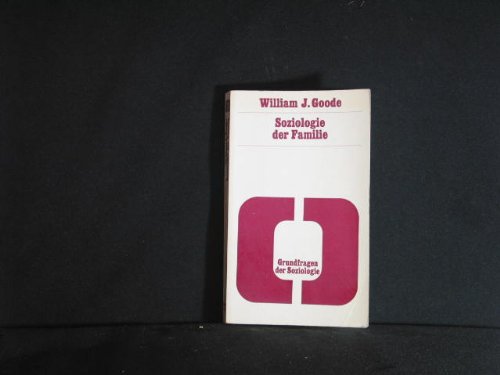 William J. Goode
Soziologie
der Familie
Grundfragen
der Soziologie